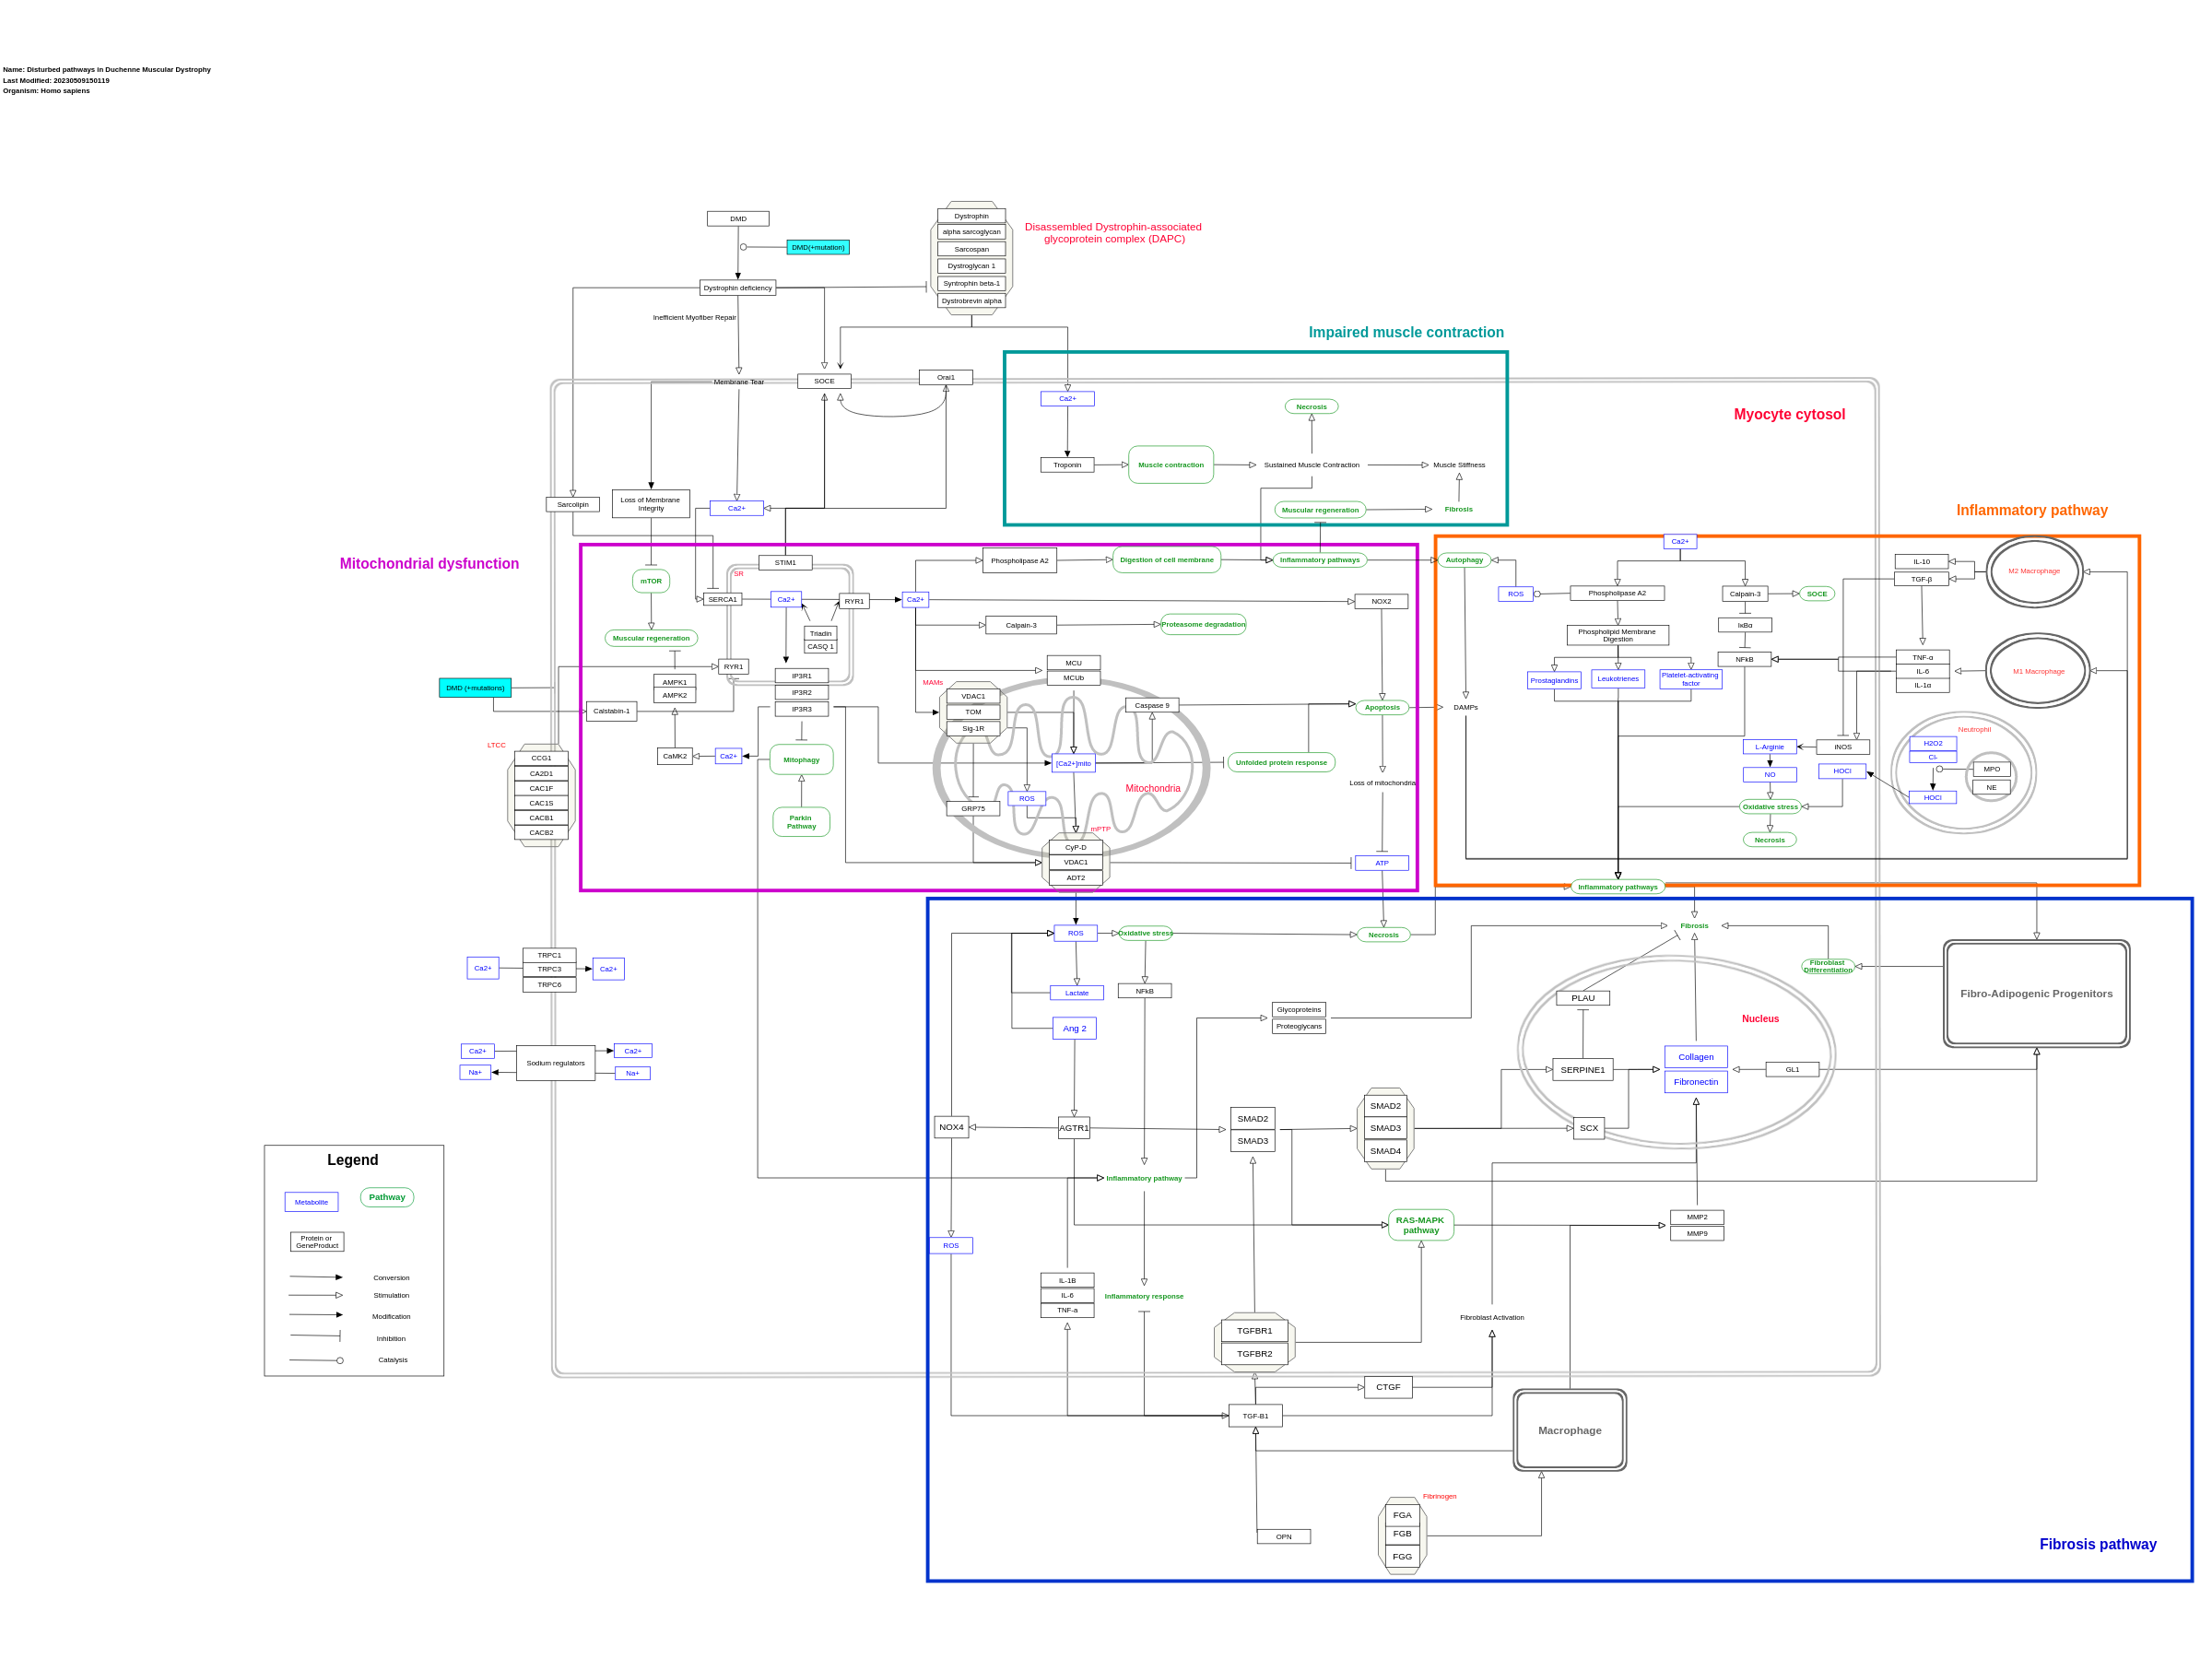 Name: Disturbed pathways in Duchenne Muscular Dystrophy
Last Modified: 20230509150119
Organism: Homo sapiens
DMD
DMD(+mutation)
Dystrophin deficiency
Inefficient Myofiber Repair
Dystrophin
alpha sarcoglycan
Sarcospan
Dystroglycan 1
Syntrophin beta-1
Dystrobrevin alpha
Disassembled Dystrophin-associated
glycoprotein complex (DAPC)
Membrane Tear
SOCE
Orai1
Sarcolipin
Loss of Membrane
Integrity
Ca2+
Impaired muscle contraction
Ca2+
Troponin
Muscle contraction
Necrosis
Sustained Muscle Contraction
Muscle Stiffness
Muscular regeneration
Fibrosis
Myocyte cytosol
Mitochondrial dysfunction
mTOR
Muscular regeneration
SR
STIM1
SERCA1
Ca2+
RYR1
Ca2+
Triadin
CASQ 1
RYR1
AMPK1
AMPK2
IP3R1
IP3R2
IP3R3
Calstabin-1
CaMK2
Ca2+
Mitophagy
Parkin
Pathway
Phospholipase A2
Digestion of cell membrane
Inflammatory pathways
NOX2
Calpain-3
Proteasome degradation
MCU
MCUb
MAMs
VDAC1
TOM
Sig-1R
Caspase 9
Apoptosis
[Ca2+]mito
Unfolded protein response
Mitochondria
ROS
GRP75
Loss of mitochondria
mPTP
CyP-D
VDAC1
ADT2
ATP
DMD (+mutations)
LTCC
CCG1
CA2D1
CAC1F
CAC1S
CACB1
CACB2
Ca2+
TRPC1
TRPC3
TRPC6
Ca2+
Ca2+
Na+
Sodium regulators
Ca2+
Na+
Inflammatory pathway
Autophagy
ROS
Ca2+
Phospholipase A2
Calpain-3
SOCE
IκBα
Phospholipid Membrane
Digestion
NFkB
Prostaglandins
Leukotrienes
Platelet-activating
factor
DAMPs
IL-10
TGF-β
M2 Macrophage
TNF-α
IL-6
IL-1α
M1 Macrophage
L-Arginie
iNOS
NO
HOCl
Oxidative stress
Necrosis
Neutrophil
H2O2
Cl-
HOCl
MPO
NE
Inflammatory pathways
ROS
Oxidative stress
Necrosis
Lactate
NFkB
Ang 2
Glycoproteins
Proteoglycans
Fibrosis
Fibroblast
Differentiation
Fibro-Adipogenic Progenitors
PLAU
Nucleus
SERPINE1
Collagen
Fibronectin
GL1
SCX
NOX4
AGTR1
SMAD2
SMAD3
SMAD2
SMAD3
SMAD4
Inflammatory pathway
RAS-MAPK
pathway
MMP2
MMP9
ROS
IL-1B
IL-6
TNF-a
Inflammatory response
Fibroblast Activation
TGFBR1
TGFBR2
CTGF
TGF-B1
Macrophage
OPN
Fibrinogen
FGA
FGB
FGG
Fibrosis pathway
Legend
Metabolite
Pathway
Protein or
GeneProduct
Conversion
Stimulation
Modification
Inhibition
Catalysis